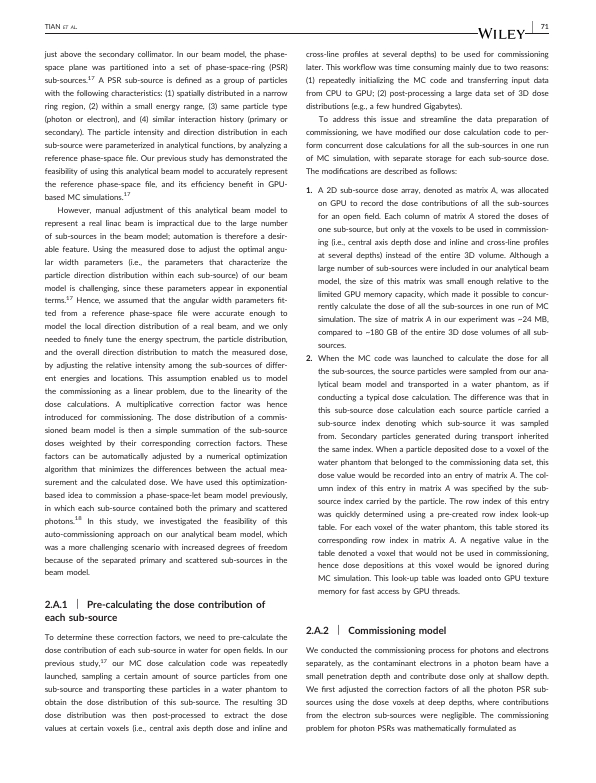 TIAN ET AL.
WILEY
71
just above the secondary collimator. In our beam model, the phase-
space plane was partitioned into a set of phase-space-ring (PSR)
sub-sources.17 A PSR sub-source is defined as a group of particles
with the following characteristics: (1) spatially distributed in a narrow
ring region, (2) within a small energy range, (3) same particle type
(photon or electron), and (4) similar interaction history (primary or
secondary). The particle intensity and direction distribution in each
sub-source were parameterized in analytical functions, by analyzing a
reference phase-space file. Our previous study has demonstrated the
feasibility of using this analytical beam model to accurately represent
the reference phase-space file, and its efficiency benefit in GPU-
based MC simulations.17
However, manual adjustment of this analytical beam model to
represent a real linac beam is impractical due to the large number
of sub-sources in the beam model; automation is therefore a desir-
able feature. Using the measured dose to adjust the optimal angu-
lar width parameters (i.e., the parameters that characterize the
particle direction distribution within each sub-source) of our beam
model is challenging, since these parameters appear in exponential
terms.17 Hence, we assumed that the angular width parameters fit-
ted from a reference phase-space file were accurate enough to
model the local direction distribution of a real beam, and we only
needed to finely tune the energy spectrum, the particle distribution,
and the overall direction distribution to match the measured dose,
by adjusting the relative intensity among the sub-sources of differ-
ent energies and locations. This assumption enabled us to model
the commissioning as a linear problem, due to the linearity of the
dose calculations. A multiplicative correction factor was hence
introduced for commissioning. The dose distribution of a commis-
sioned beam model is then a simple summation of the sub-source
doses weighted by their corresponding correction factors. These
factors can be automatically adjusted by a numerical optimization
algorithm that minimizes the differences between the actual mea-
surement and the calculated dose. We have used this optimization-
based idea to commission a phase-space-let beam model previously,
in which each sub-source contained both the primary and scattered
photons.18 In this study, we investigated the feasibility of this
auto-commissioning approach on our analytical beam model, which
was a more challenging scenario with increased degrees of freedom
because of the separated primary and scattered sub-sources in the
beam model.
2.A.1 | Pre-calculating the dose contribution of
each sub-source
To determine these correction factors, we need to pre-calculate the
dose contribution of each sub-source in water for open fields. In our
previous study,17 our MC dose calculation code was repeatedly
launched, sampling a certain amount of source particles from one
sub-source and transporting these particles in a water phantom to
obtain the dose distribution of this sub-source. The resulting 3D
dose distribution was then post-processed to extract the dose
values at certain voxels (i.e., central axis depth dose and inline and
cross-line profiles at several depths) to be used for commissioning
later. This workflow was time consuming mainly due to two reasons:
(1) repeatedly initializing the MC code and transferring input data
from CPU to GPU; (2) post-processing a large data set of 3D dose
distributions (e.g., a few hundred Gigabytes).
To address this issue and streamline the data preparation of
commissioning, we have modified our dose calculation code to per-
form concurrent dose calculations for all the sub-sources in one run
of MC simulation, with separate storage for each sub-source dose.
The modifications are described as follows:
1. A 2D sub-source dose array, denoted as matrix A, was allocated
on GPU to record the dose contributions of all the sub-sources
for an open field. Each column of matrix A stored the doses of
one sub-source, but only at the voxels to be used in commission-
ing (i.e., central axis depth dose and inline and cross-line profiles
at several depths) instead of the entire 3D volume. Although a
large number of sub-sources were included in our analytical beam
model, the size of this matrix was small enough relative to the
limited GPU memory capacity, which made it possible to concur-
rently calculate the dose of all the sub-sources in one run of MC
simulation. The size of matrix A in our experiment was ~24 MB,
compared to ~180 GB of the entire 3D dose volumes of all sub-
sources.
2. When the MC code was launched to calculate the dose for all
the sub-sources, the source particles were sampled from our ana-
lytical beam model and transported in a water phantom, as if
conducting a typical dose calculation. The difference was that in
this sub-source dose calculation each source particle carried a
sub-source index denoting which sub-source it was sampled
from. Secondary particles generated during transport inherited
the same index. When a particle deposited dose to a voxel of the
water phantom that belonged to the commissioning data set, this
dose value would be recorded into an entry of matrix A. The col-
umn index of this entry in matrix A was specified by the sub-
source index carried by the particle. The row index of this entry
was quickly determined using a pre-created row index look-up
table. For each voxel of the water phantom, this table stored its
corresponding row index in matrix A. A negative value in the
table denoted a voxel that would not be used in commissioning,
hence dose depositions at this voxel would be ignored during
MC simulation. This look-up table was loaded onto GPU texture
memory for fast access by GPU threads.
2.A.2 | Commissioning model
We conducted the commissioning process for photons and electrons
separately, as the contaminant electrons in a photon beam have a
small penetration depth and contribute dose only at shallow depth.
We first adjusted the correction factors of all the photon PSR sub-
sources using the dose voxels at deep depths, where contributions
from the electron sub-sources were negligible. The commissioning
problem for photon PSRs was mathematically formulated as